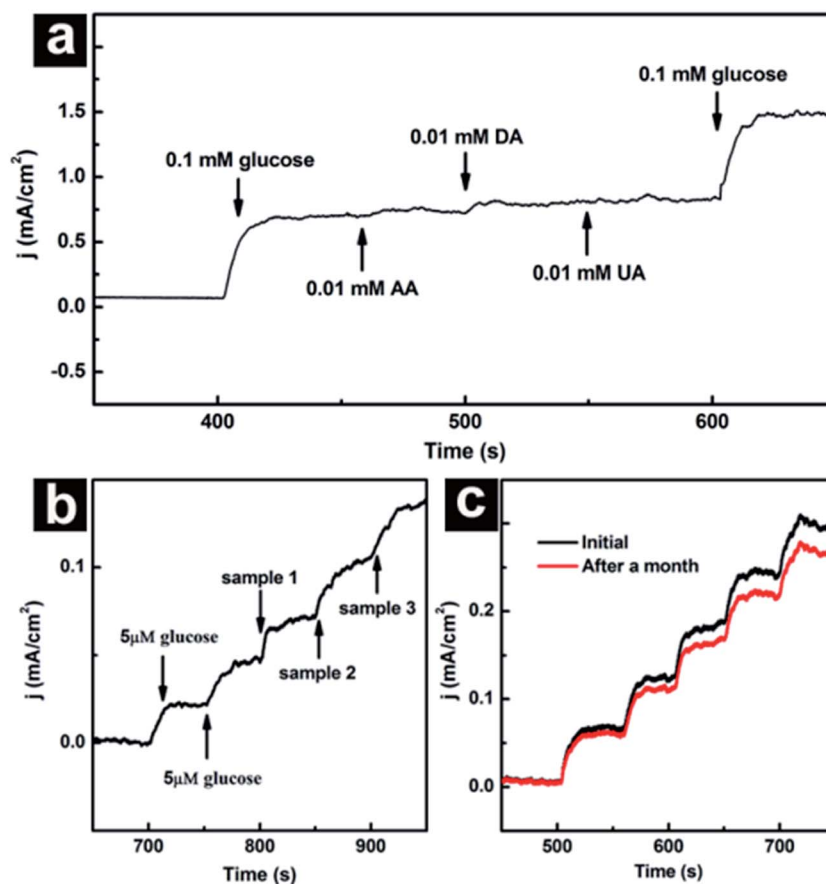 a
j (mA/cm²)
1.5
1.0
0.5
0.0
-0.5
0.1 mM glucose
0.01 mM DA
0.1 mM glucose
0.01 mM AA
0.01 mM UA
400
500
600
Time (s)
b
j (mA/cm²)
0.1
0.0
5μM glucose
5μM glucose
sample 1
sample 2
sample 3
700
800
900
Time (s)
c
j (mA/cm²)
0.2
0.1
0.0
Initial
After a month
500
600
700
Time (s)